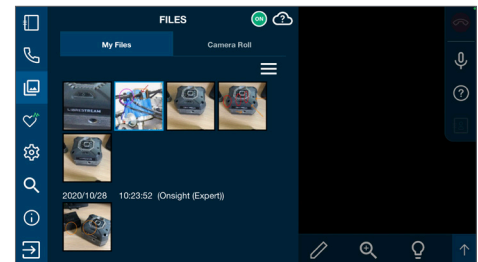 FILES
ON
My Files
Camera Roll
2020/10/28 10:23:52 (Onsight (Expert))